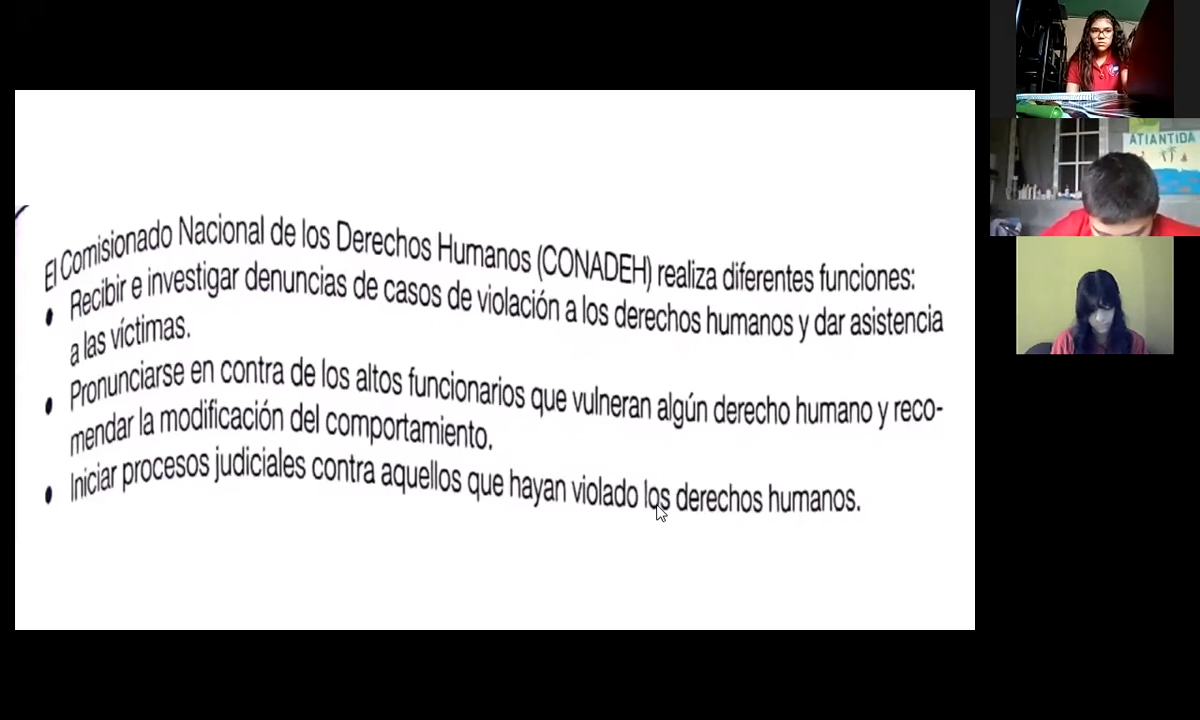 El Comisionado Nacional de los Derechos Humanos (CONADEH) realiza diferentes funciones:
• Recibir e investigar denuncias de casos de violación a los derechos humanos y dar asistencia
a las víctimas.
• Pronunciarse en contra de los altos funcionarios que vulneran algún derecho humano y reco-
mendar la modificación del comportamiento.
• Iniciar procesos judiciales contra aquellos que hayan violado los derechos humanos.
ATLANTIDA